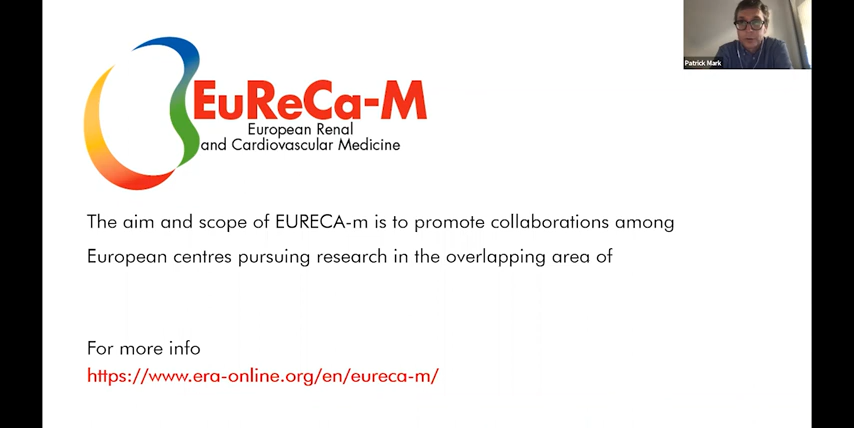 Patrick Mark
EuReCa-M
European Renal
and Cardiovascular Medicine
The aim and scope of EURECA-m is to promote collaborations among
European centres pursuing research in the overlapping area of
For more info
https://www.era-online.org/en/eureca-m/